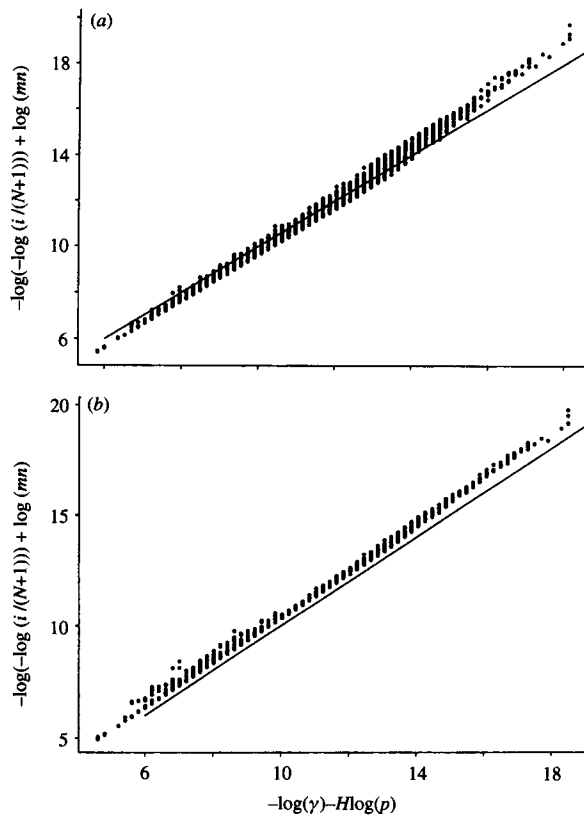 (a)
18
14
10
6
−log(−log (i /(N+1))) + log (mn)
(b)
20
15
10
5
−log(−log (i /(N+1))) + log (mn)
6 10 14 18
−log(γ)−Hlog(p)